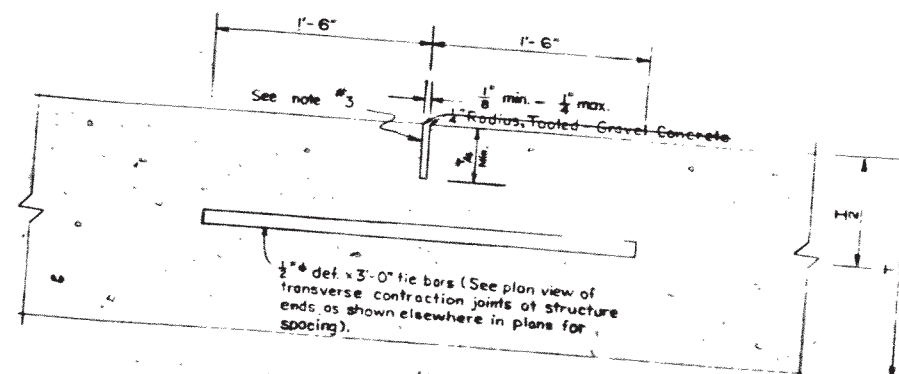 1'-6"
1'-6"
See note #3
1/8" min. – 1/4" max.
1/4" Radius, Tooled - Gravel Concrete
Min.
T/2
T
1/2"ϕ def. x 3'-0" tie bars (See plan view of
transverse contraction joints at structure
ends as shown elsewhere in plans for
spacing).